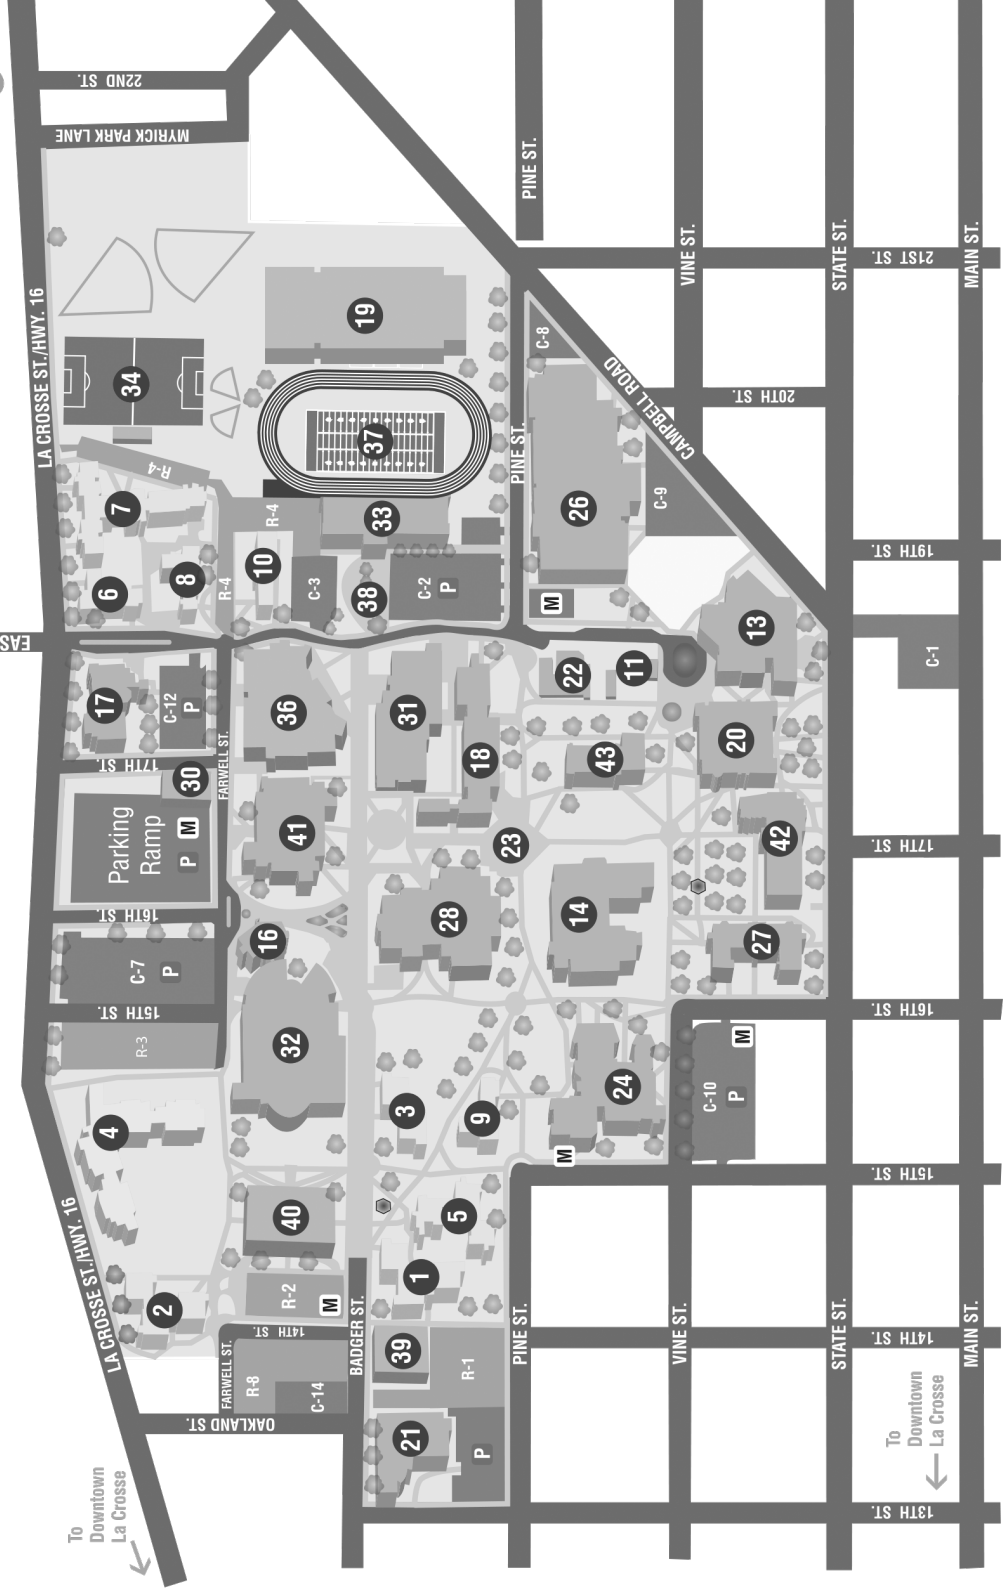 22ND ST.
MYRICK PARK LANE
LA CROSSE ST./HWY. 16
PINE ST.
VINE ST.
STATE ST.
MAIN ST.
21ST ST.
20TH ST.
CAMPBELL ROAD
19
C-8
34
37
PINE ST.
R-4
7
R-4
33
26
C-9
19TH ST.
6
8
R-4
10
C-3
38
C-2
P
M
13
C-1
EAS
17
C-12
P
36
31
18
22
11
43
20
17TH ST.
30
FARWELL ST.
Parking
Ramp
P
M
41
23
42
17TH ST.
16TH ST.
C-7
P
16
28
14
27
15TH ST.
R-3
32
16TH ST.
4
3
9
24
C-10
P
M
M
15TH ST.
LA CROSSE ST./HWY. 16
40
5
1
2
R-2
M
14TH ST.
FARWELL ST.
BADGER ST.
PINE ST.
VINE ST.
STATE ST.
MAIN ST.
14TH ST.
R-8
C-14
39
R-1
OAKLAND ST.
21
P
To
Downtown
La Crosse
To
Downtown
La Crosse
13TH ST.